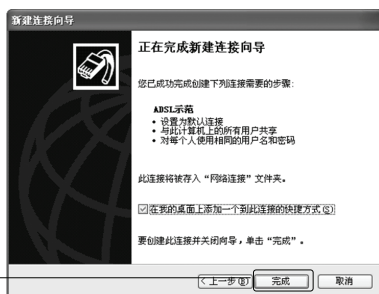 新建连接向导
正在完成新建连接向导
您已成功完成创建下列连接需要的步骤:
ADSL示范
• 设置为默认连接
• 与此计算机上的所有用户共享
• 对每个人使用相同的用户名和密码
此连接将被存入“网络连接”文件夹。
在我的桌面上添加一个到此连接的快捷方式(S)
要创建此连接并关闭向导，单击“完成”。
<上一步(B) 完成 取消